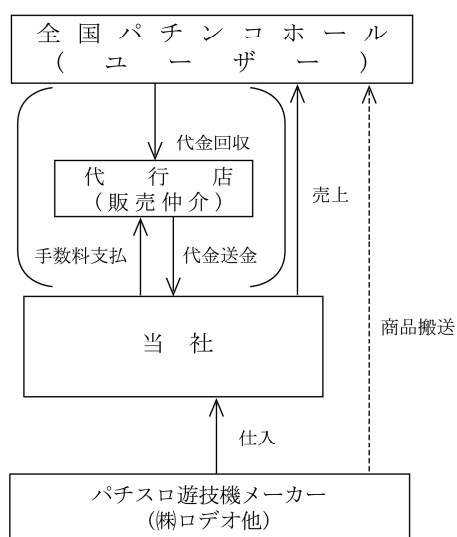 全国パチンコホール
(ユーザー)
代金回収
代行店
(販売仲介)
売上
手数料支払
代金送金
当社
商品搬送
仕入
パチスロ遊技機メーカー
(㈱ロデオ他)